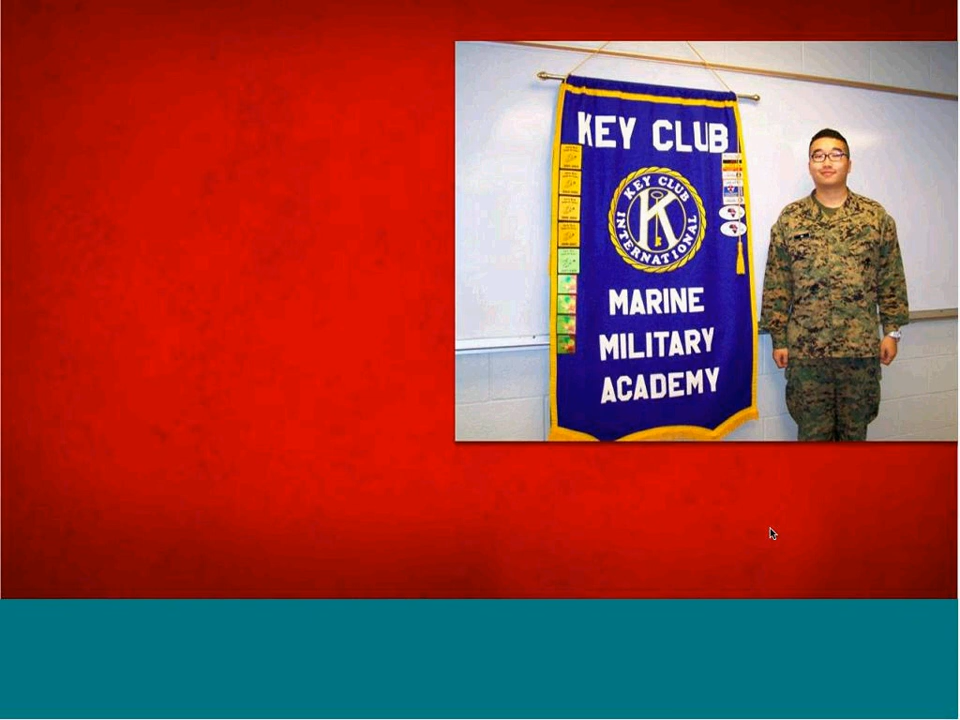 KEY CLUB
KEY CLUB
K
INTERNATIONAL
MARINE
MILITARY
ACADEMY